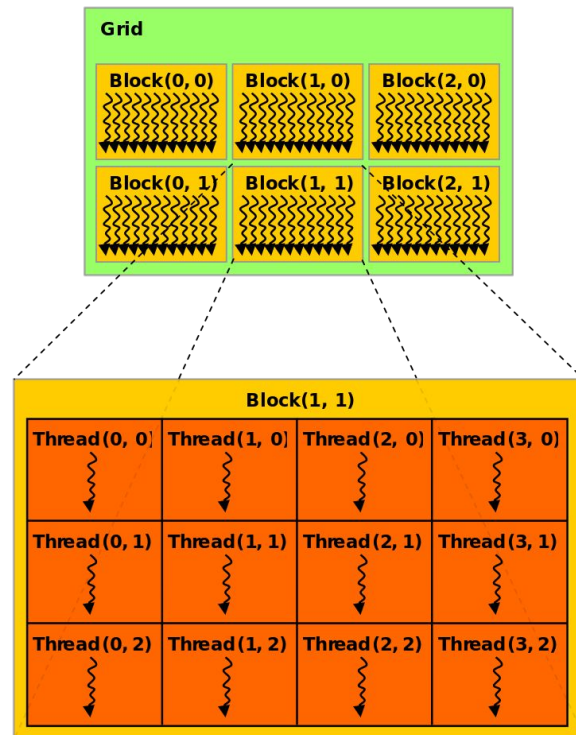 Grid
Block(0, 0) Block(1, 0) Block(2, 0)
Block(0, 1) Block(1, 1) Block(2, 1)
Block(1, 1)
Thread(0, 0) Thread(1, 0) Thread(2, 0) Thread(3, 0)
Thread(0, 1) Thread(1, 1) Thread(2, 1) Thread(3, 1)
Thread(0, 2) Thread(1, 2) Thread(2, 2) Thread(3, 2)